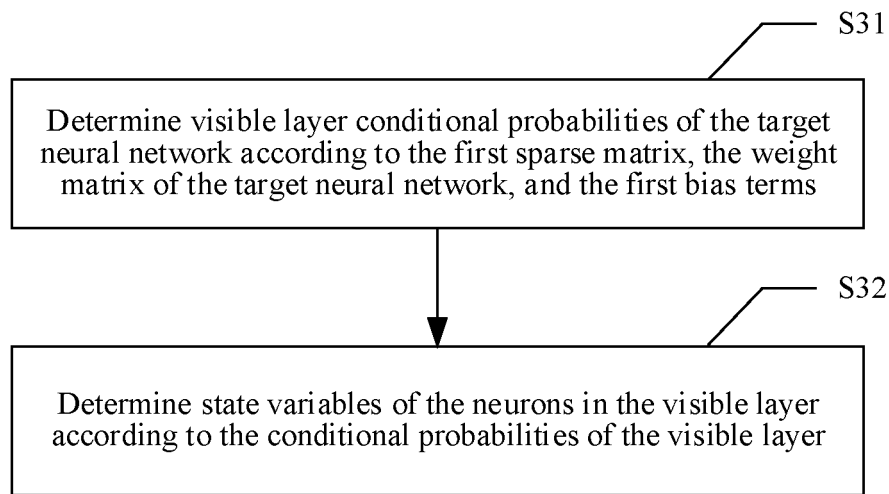 S31
Determine visible layer conditional probabilities of the target
neural network according to the first sparse matrix, the weight
matrix of the target neural network, and the first bias terms
S32
Determine state variables of the neurons in the visible layer
according to the conditional probabilities of the visible layer